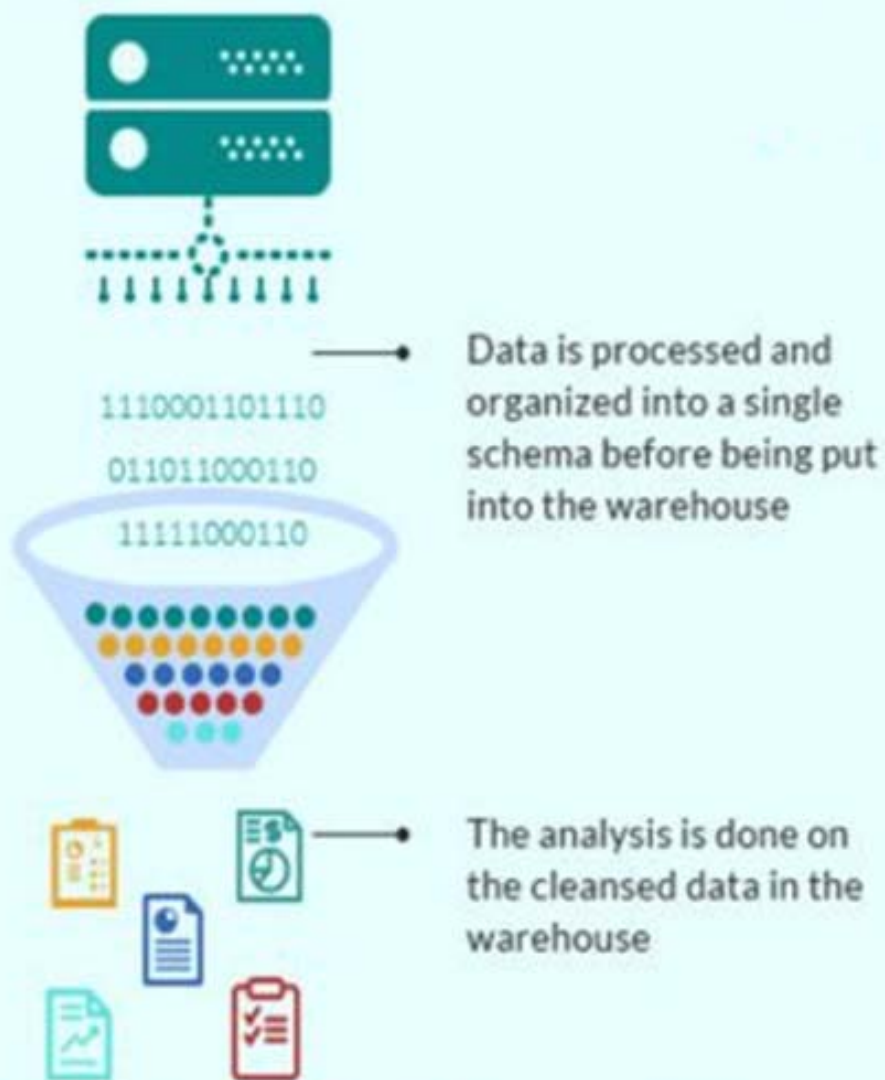 Data is processed and
organized into a single
schema before being put
into the warehouse
1110001101110
011011000110
11111000110
$
The analysis is done on
the cleansed data in the
warehouse